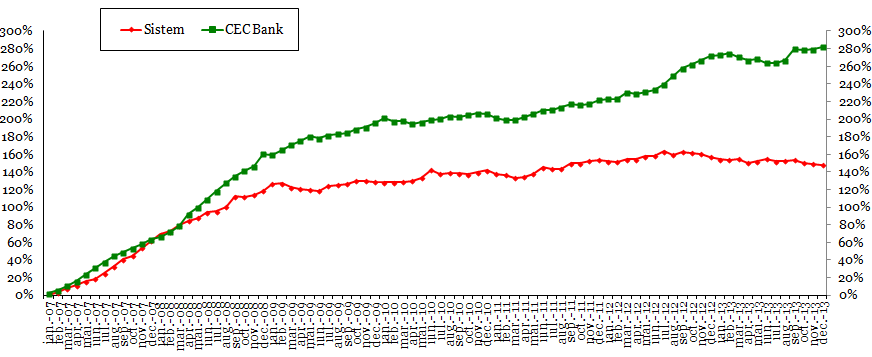 Sistem CEC Bank
300% 300%
280% 280%
260% 260%
240% 240%
220% 220%
200% 200%
180% 180%
160% 160%
140% 140%
120% 120%
100% 100%
80% 80%
60% 60%
40% 40%
20% 20%
0% 0%
ian.-07
feb.-07
mar.-07
apr.-07
mai.-07
iun.-07
iul.-07
aug.-07
sep.-07
oct.-07
nov.-07
dec.-07
ian.-08
feb.-08
mar.-08
apr.-08
mai.-08
iun.-08
iul.-08
aug.-08
sep.-08
oct.-08
nov.-08
dec.-08
ian.-09
feb.-09
mar.-09
apr.-09
mai.-09
iun.-09
iul.-09
aug.-09
sep.-09
oct.-09
nov.-09
dec.-09
ian.-10
feb.-10
mar.-10
apr.-10
mai.-10
iun.-10
iul.-10
aug.-10
sep.-10
oct.-10
nov.-10
dec.-10
ian.-11
feb.-11
mar.-11
apr.-11
mai.-11
iun.-11
iul.-11
aug.-11
sep.-11
oct.-11
nov.-11
dec.-11
ian.-12
feb.-12
mar.-12
apr.-12
mai.-12
iun.-12
iul.-12
aug.-12
sep.-12
oct.-12
nov.-12
dec.-12
ian.-13
feb.-13
mar.-13
apr.-13
mai.-13
iun.-13
iul.-13
aug.-13
sep.-13
oct.-13
nov.-13
dec.-13